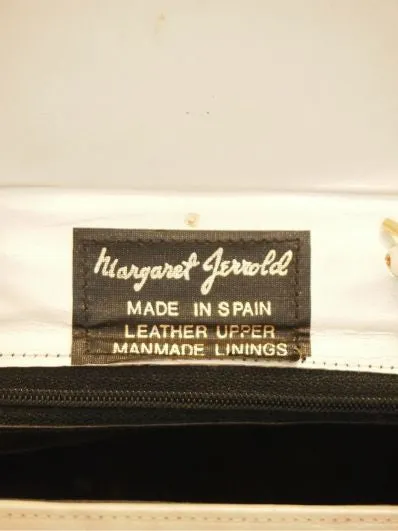 Margaret Jerrold
MADE IN SPAIN
LEATHER UPPER
MANMADE LININGS